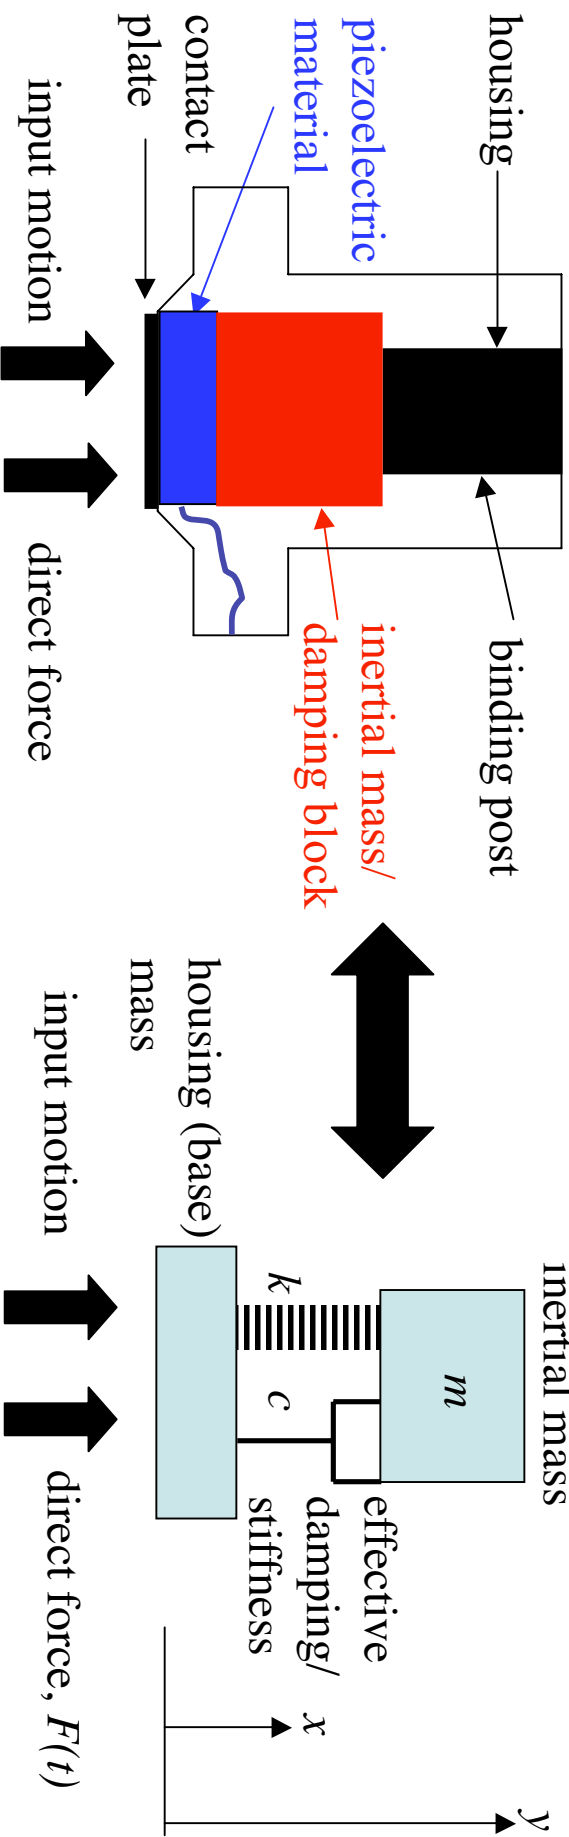 housing
binding post
piezoelectric
material
inertial mass/
damping block
contact
plate
input motion
direct force
inertial mass
m
k
c
effective
damping/
stiffness
housing (base)
mass
input motion
direct force, F(t)
x
y